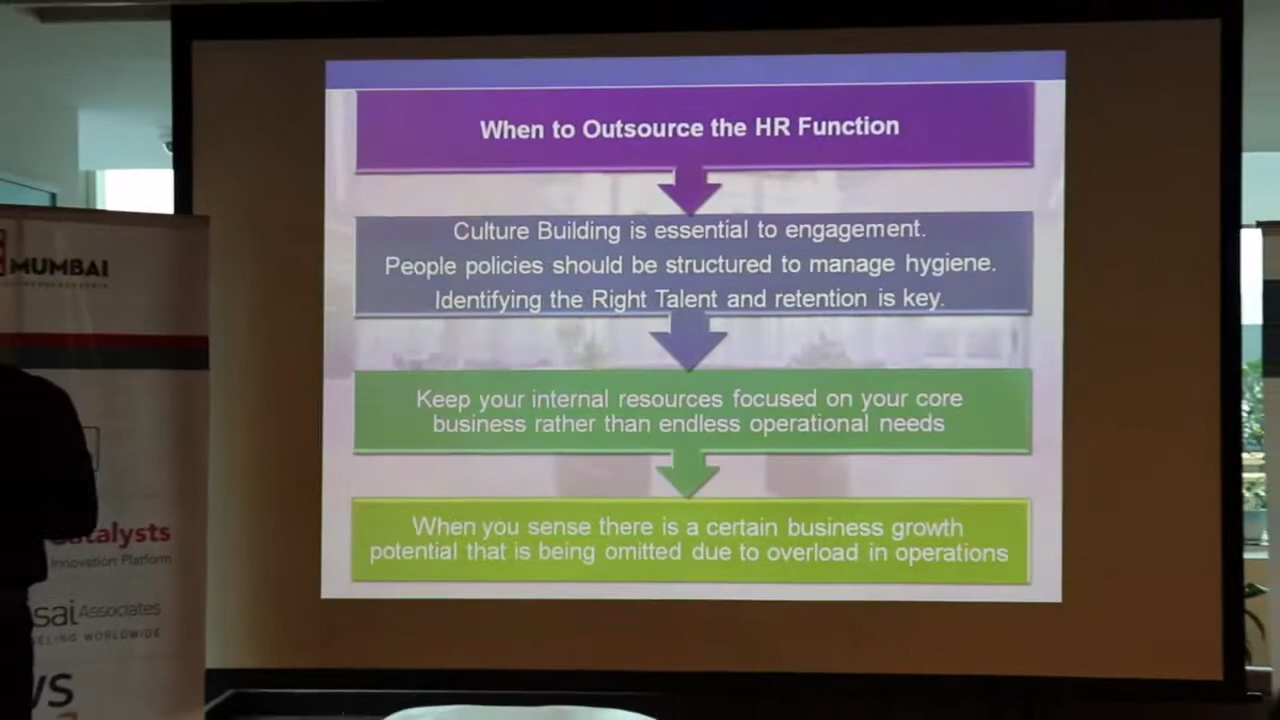 When to Outsource the HR Function
Culture Building is essential to engagement.
People policies should be structured to manage hygiene.
Identifying the Right Talent and retention is key.
Keep your internal resources focused on your core
business rather than endless operational needs
When you sense there is a certain business growth
potential that is being omitted due to overload in operations
MUMBAI
Innovation Platform
Associates
WORLDWIDE